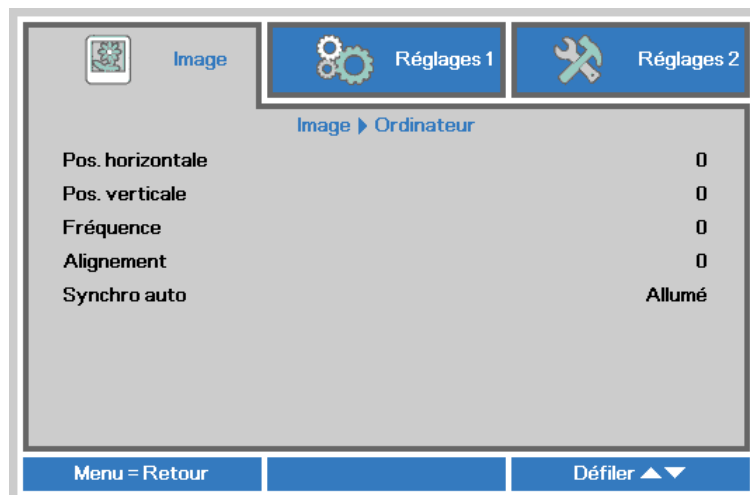 Image
Réglages 1
Réglages 2
Image ▶ Ordinateur
Pos. horizontale 0
Pos. verticale 0
Fréquence 0
Alignement 0
Synchro auto Allumé
Menu = Retour
Défiler ▲▼